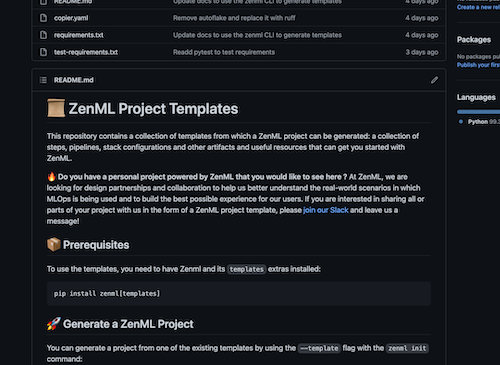 README.md Update docs to use the zenml CLI to generate templates 4 days ago
copier.yaml Remove autoflake and replace it with ruff 4 days ago
requirements.txt Update docs to use the zenml CLI to generate templates 4 days ago
test-requirements.txt Readd pytest to test requirements 3 days ago
README.md
ZenML Project Templates
This repository contains a collection of templates from which a ZenML project can be generated: a collection of
steps, pipelines, stack configurations and other artifacts and useful resources that can get you started with
ZenML.
Do you have a personal project powered by ZenML that you would like to see here ? At ZenML, we are
looking for design partnerships and collaboration to help us better understand the real-world scenarios in which
MLOps is being used and to build the best possible experience for our users. If you are interested in sharing all or
parts of your project with us in the form of a ZenML project template, please join our Slack and leave us a
message!
Prerequisites
To use the templates, you need to have Zenml and its templates extras installed:
pip install zenml[templates]
Generate a ZenML Project
You can generate a project from one of the existing templates by using the --template flag with the zenml init
command:
Create a new rel
Packages
No packages pu
Publish your first
Languages
Python 99.